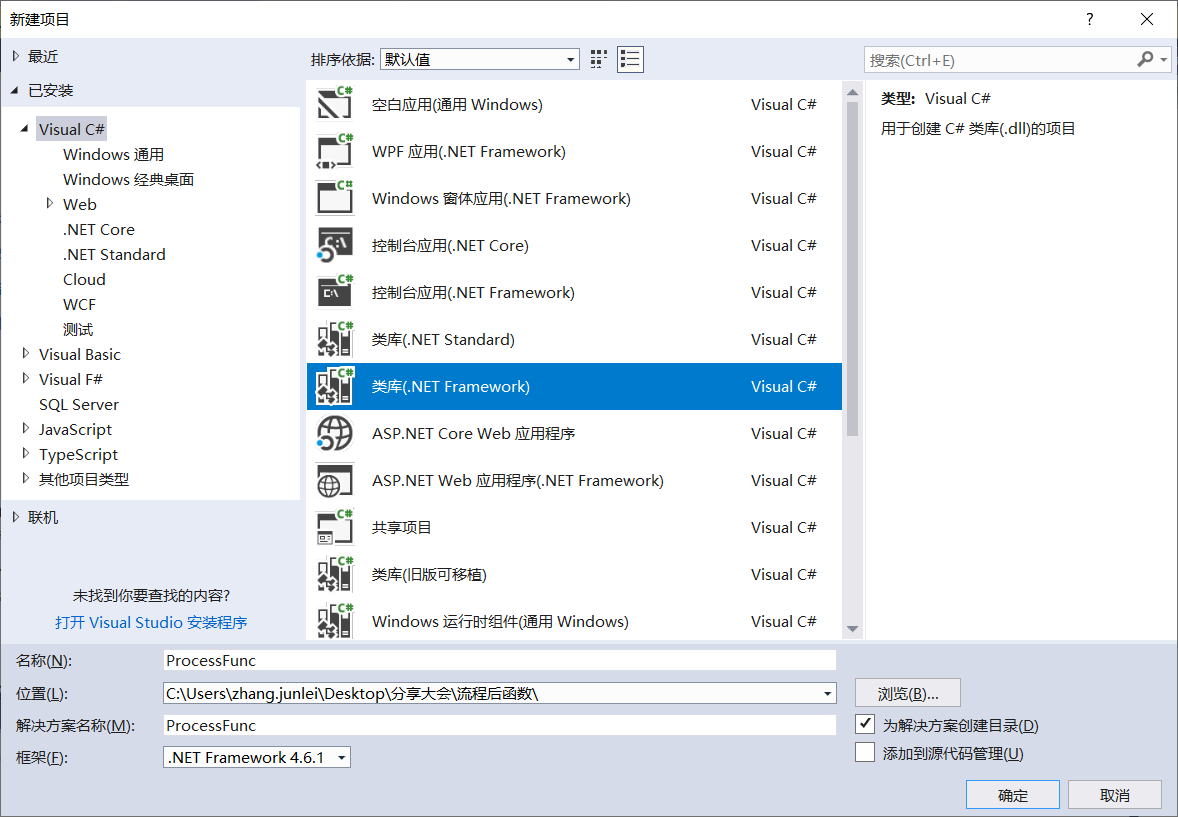 新建项目
?
最近
已安装
Visual C#
Windows 通用
Windows 经典桌面
Web
.NET Core
.NET Standard
Cloud
WCF
测试
Visual Basic
Visual F#
SQL Server
JavaScript
TypeScript
其他项目类型
联机
未找到你要查找的内容?
打开 Visual Studio 安装程序
排序依据: 默认值
空白应用(通用 Windows) Visual C#
WPF 应用(.NET Framework) Visual C#
Windows 窗体应用(.NET Framework) Visual C#
控制台应用(.NET Core) Visual C#
控制台应用(.NET Framework) Visual C#
类库(.NET Standard) Visual C#
类库(.NET Framework) Visual C#
ASP.NET Core Web 应用程序 Visual C#
ASP.NET Web 应用程序(.NET Framework) Visual C#
共享项目 Visual C#
类库(旧版可移植) Visual C#
Windows 运行时组件(通用 Windows) Visual C#
搜索(Ctrl+E)
类型: Visual C#
用于创建 C# 类库(.dll)的项目
名称(N): ProcessFunc
位置(L): C:\Users\zhang.junlei\Desktop\分享大会\流程后函数\
浏览(B)...
解决方案名称(M): ProcessFunc
为解决方案创建目录(D)
框架(F): .NET Framework 4.6.1
添加到源代码管理(U)
确定
取消